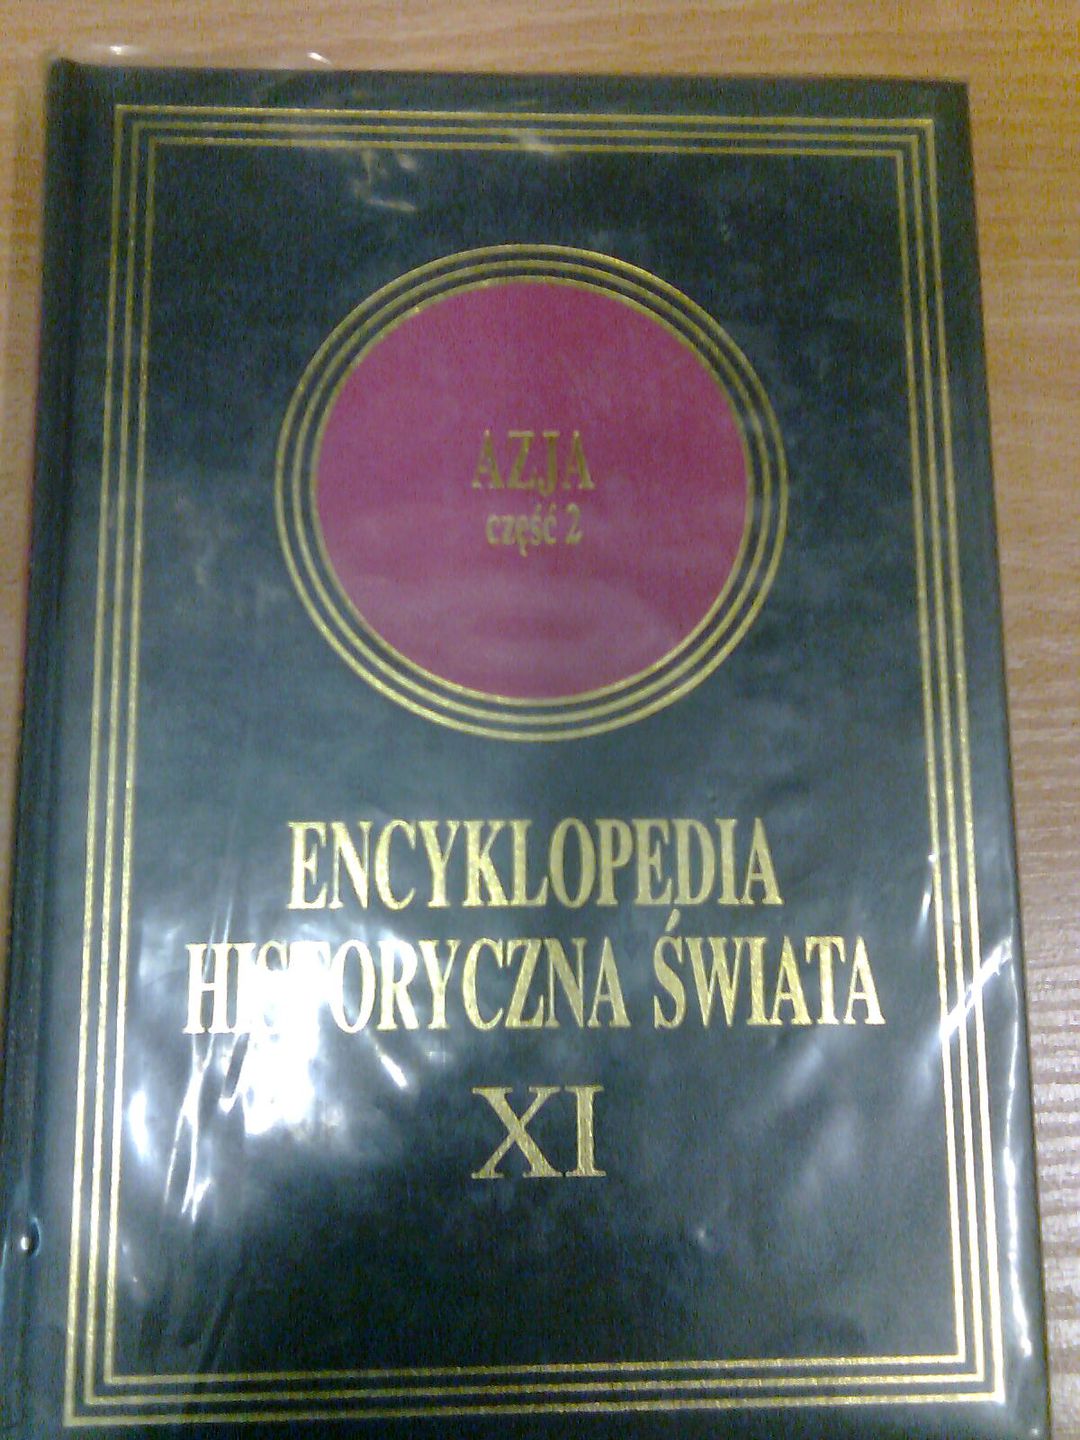 AZJA
część 2
ENCYKLOPEDIA
HISTORYCZNA ŚWIATA
XI